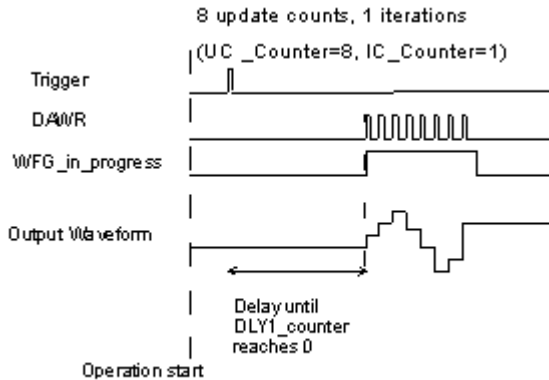 8 update counts, 1 iterations
(UC _Counter=8, IC_Counter=1)
Trigger
DAWR
WFG_in_progress
Output Waveform
Delay until
DLY1_counter
reaches 0
Operation start